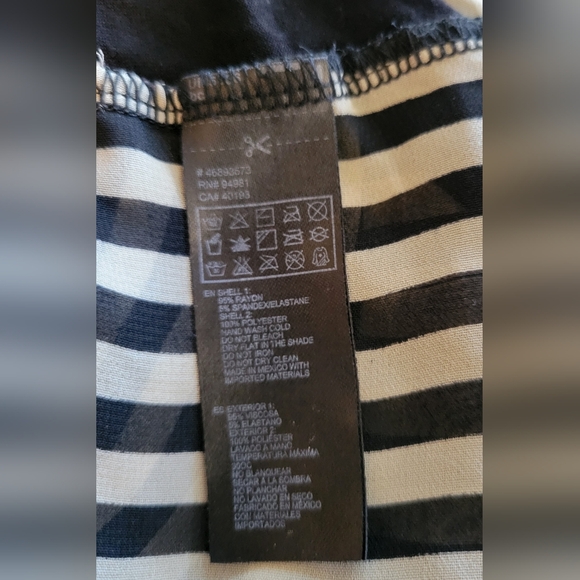 # 46893673
RN# 94981
CA# 40193
EN SHELL 1:
95% RAYON
5% SPANDEX/ELASTANE
SHELL 2:
100% POLYESTER
HAND WASH COLD
DO NOT BLEACH
DRY FLAT IN THE SHADE
DO NOT IRON
DO NOT DRY CLEAN
MADE IN MEXICO WITH
IMPORTED MATERIALS
ES EXTERIOR 1:
95% VISCOSA
5% ELASTANO
EXTERIOR 2:
100% POLIESTER
LAVADO A MANO
TEMPERATURA MÁXIMA
30ºC
NO BLANQUEAR
SECAR A LA SOMBRA
NO PLANCHAR
NO LAVADO EN SECO
FABRICADO EN MÉXICO
CON MATERIALES
IMPORTADOS